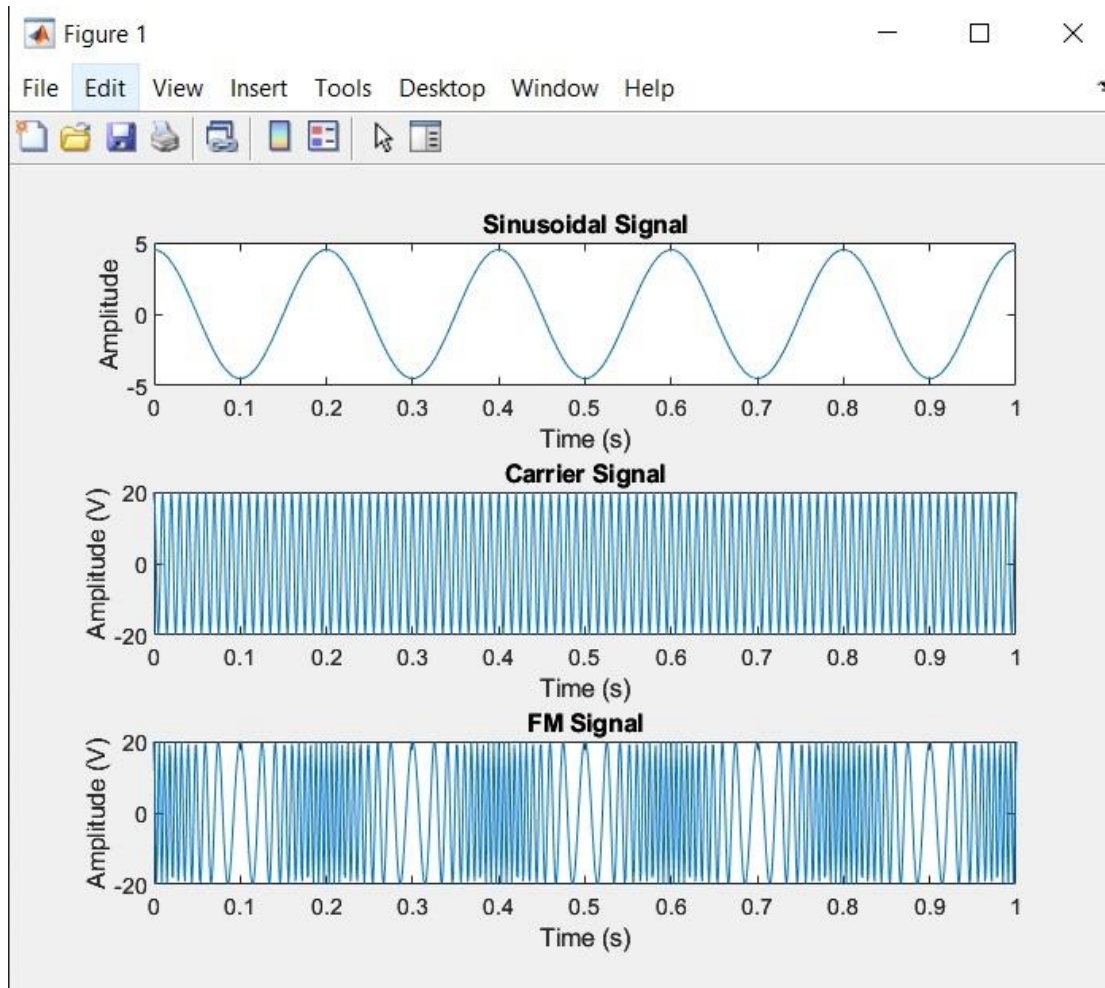 Figure 1
File Edit View Insert Tools Desktop Window Help
Sinusoidal Signal
5
0
-5
Amplitude
0 0.1 0.2 0.3 0.4 0.5 0.6 0.7 0.8 0.9 1
Time (s)
Carrier Signal
20
0
-20
Amplitude (V)
0 0.1 0.2 0.3 0.4 0.5 0.6 0.7 0.8 0.9 1
Time (s)
FM Signal
20
0
-20
Amplitude (V)
0 0.1 0.2 0.3 0.4 0.5 0.6 0.7 0.8 0.9 1
Time (s)